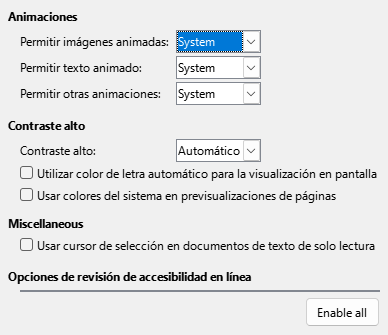 Animaciones
Permitir imágenes animadas: System
Permitir texto animado: System
Permitir otras animaciones: System
Contraste alto
Contraste alto: Automático
Utilizar color de letra automático para la visualización en pantalla
Usar colores del sistema en previsualizaciones de páginas
Miscellaneous
Usar cursor de selección en documentos de texto de solo lectura
Opciones de revisión de accesibilidad en línea
Enable all